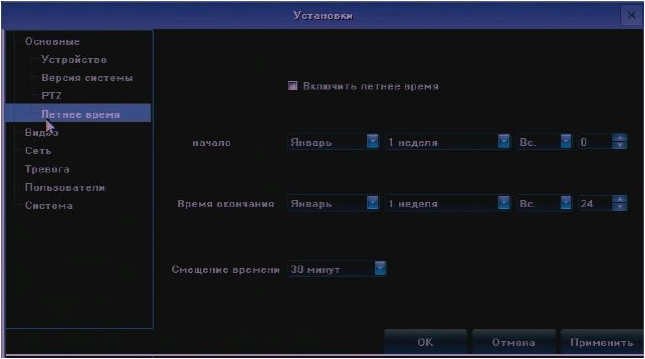 Установки
Основные
Устройство
Версия системы
PTZ
Летнее время
Видео
Сеть
Тревога
Пользователи
Система
Включить летнее время
начало Январь 1 неделя Вс. 0
Время окончания Январь 1 неделя Вс. 24
Смещение времени 30 минут
OK Отмена Применить